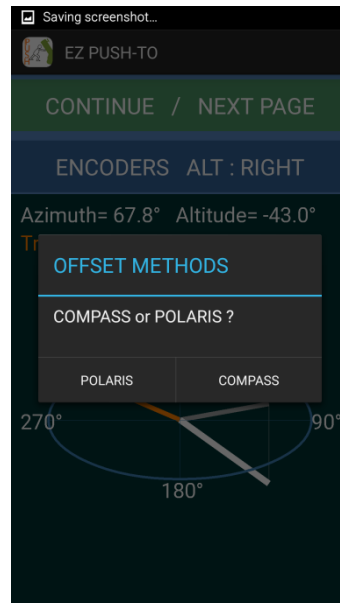 Saving screenshot...
EZ PUSH-TO
CONTINUE / NEXT PAGE
ENCODERS ALT : RIGHT
Azimuth= 67.8° Altitude= -43.0°
Tr
OFFSET METHODS
COMPASS or POLARIS ?
POLARIS COMPASS
270° 90°
180°